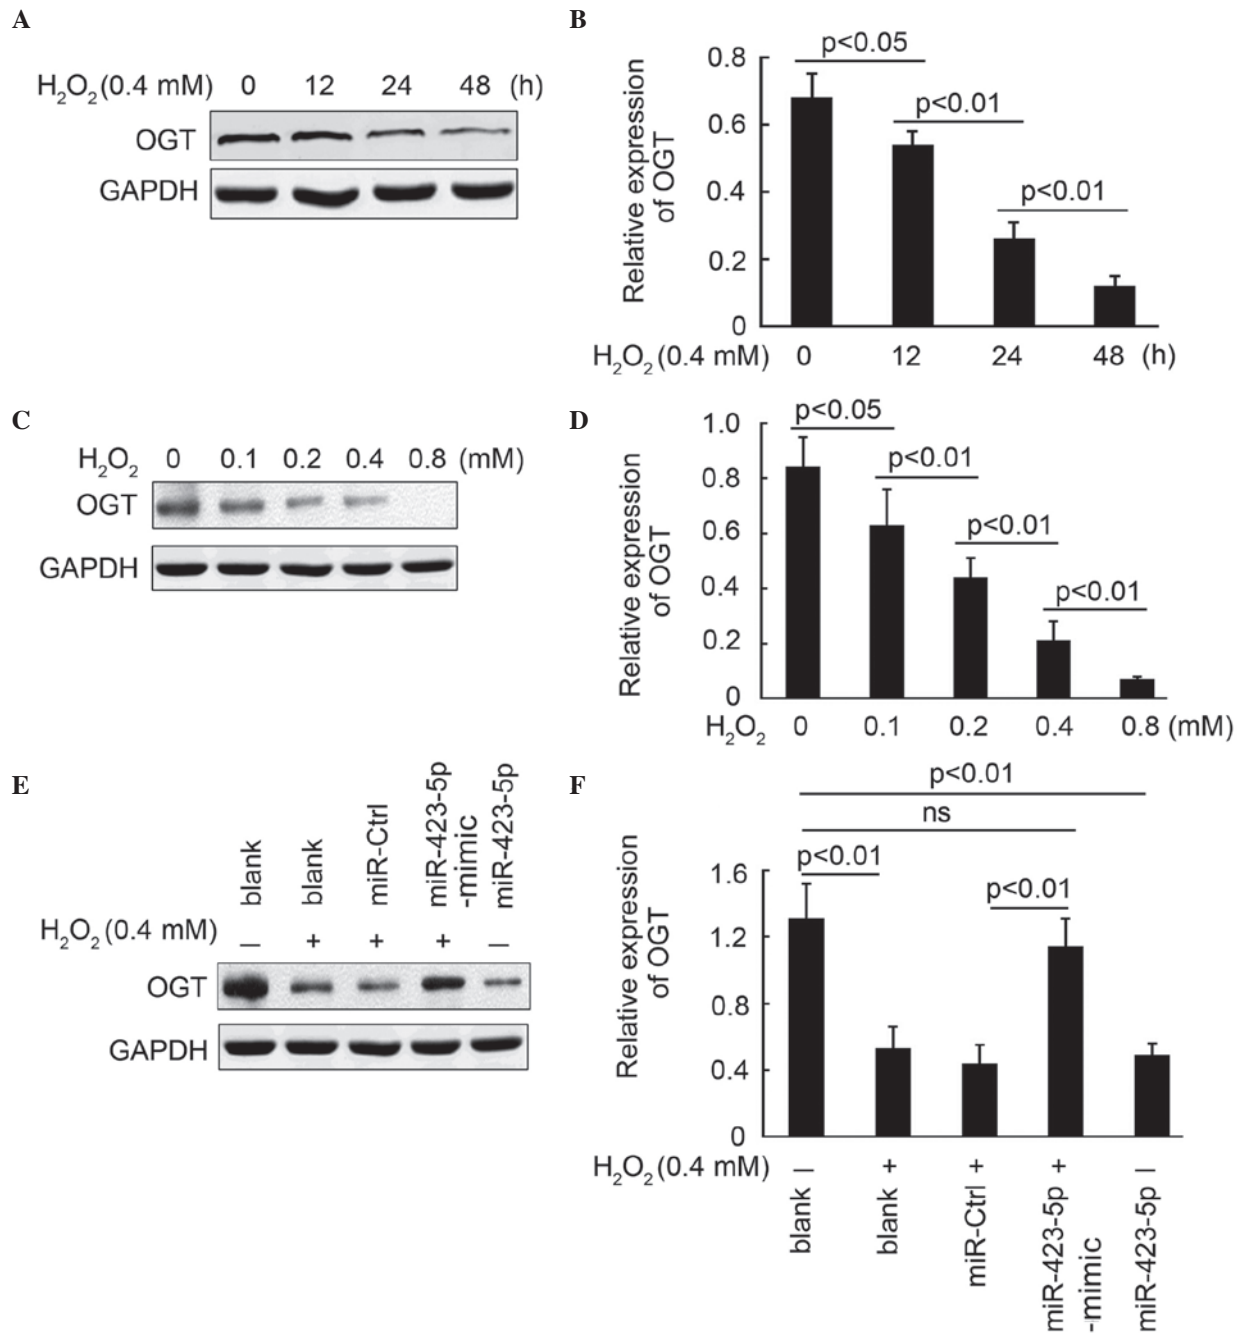 A
H₂O₂(0.4 mM) 0 12 24 48 (h)
OGT
GAPDH
B
p<0.05
p<0.01
p<0.01
0.8
0.6
0.4
0.2
0
Relative expression
of OGT
H₂O₂(0.4 mM) 0 12 24 48 (h)
C
H₂O₂ 0 0.1 0.2 0.4 0.8 (mM)
OGT
GAPDH
D
p<0.05
p<0.01
p<0.01
p<0.01
1.0
0.8
0.6
0.4
0.2
0
Relative expression
of OGT
H₂O₂ 0 0.1 0.2 0.4 0.8 (mM)
E
blank
blank
miR-Ctrl
miR-423-5p
-mimic
miR-423-5p
H₂O₂(0.4 mM) – + + + –
OGT
GAPDH
F
p<0.01
ns
p<0.01
p<0.01
1.6
1.2
0.8
0.4
0
Relative expression
of OGT
H₂O₂(0.4 mM) – + + + –
blank
blank
miR-Ctrl
miR-423-5p
-mimic
miR-423-5p